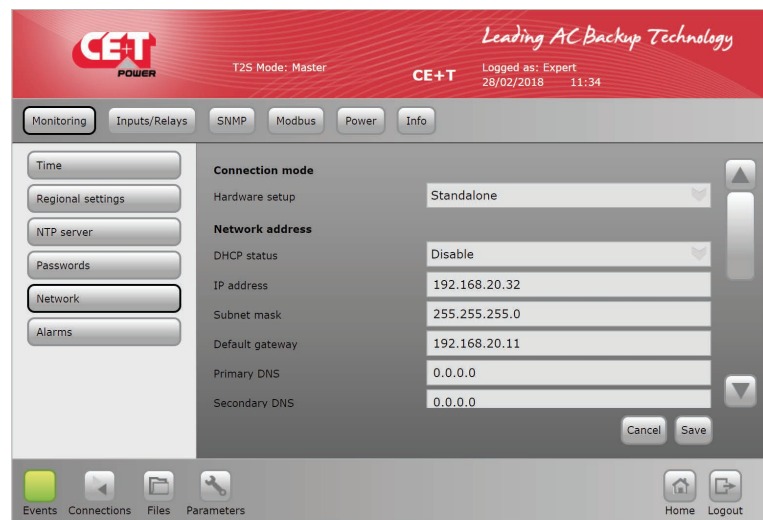 CE+T
POWER
Leading AC Backup Technology
T2S Mode: Master
CE+T
Logged as: Expert
28/02/2018 11:34
Monitoring Inputs/Relays SNMP Modbus Power Info
Time
Regional settings
NTP server
Passwords
Network
Alarms
Connection mode
Hardware setup Standalone
Network address
DHCP status Disable
IP address 192.168.20.32
Subnet mask 255.255.255.0
Default gateway 192.168.20.11
Primary DNS 0.0.0.0
Secondary DNS 0.0.0.0
Cancel Save
Events Connections Files Parameters Home Logout